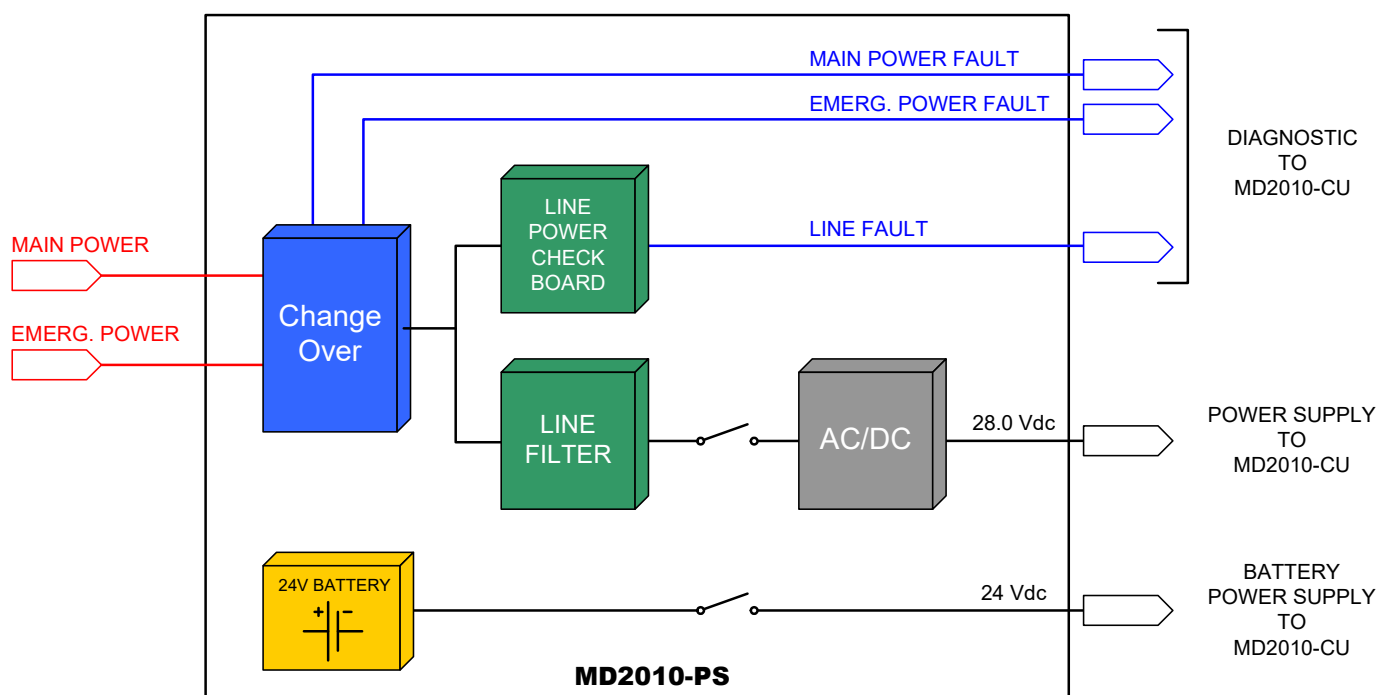 MAIN POWER FAULT
EMERG. POWER FAULT
DIAGNOSTIC
TO
MD2010-CU
LINE
POWER
CHECK
BOARD
LINE FAULT
MAIN POWER
EMERG. POWER
Change
Over
LINE
FILTER
AC/DC
28.0 Vdc
POWER SUPPLY
TO
MD2010-CU
24V BATTERY
+ -
24 Vdc
BATTERY
POWER SUPPLY
TO
MD2010-CU
MD2010-PS